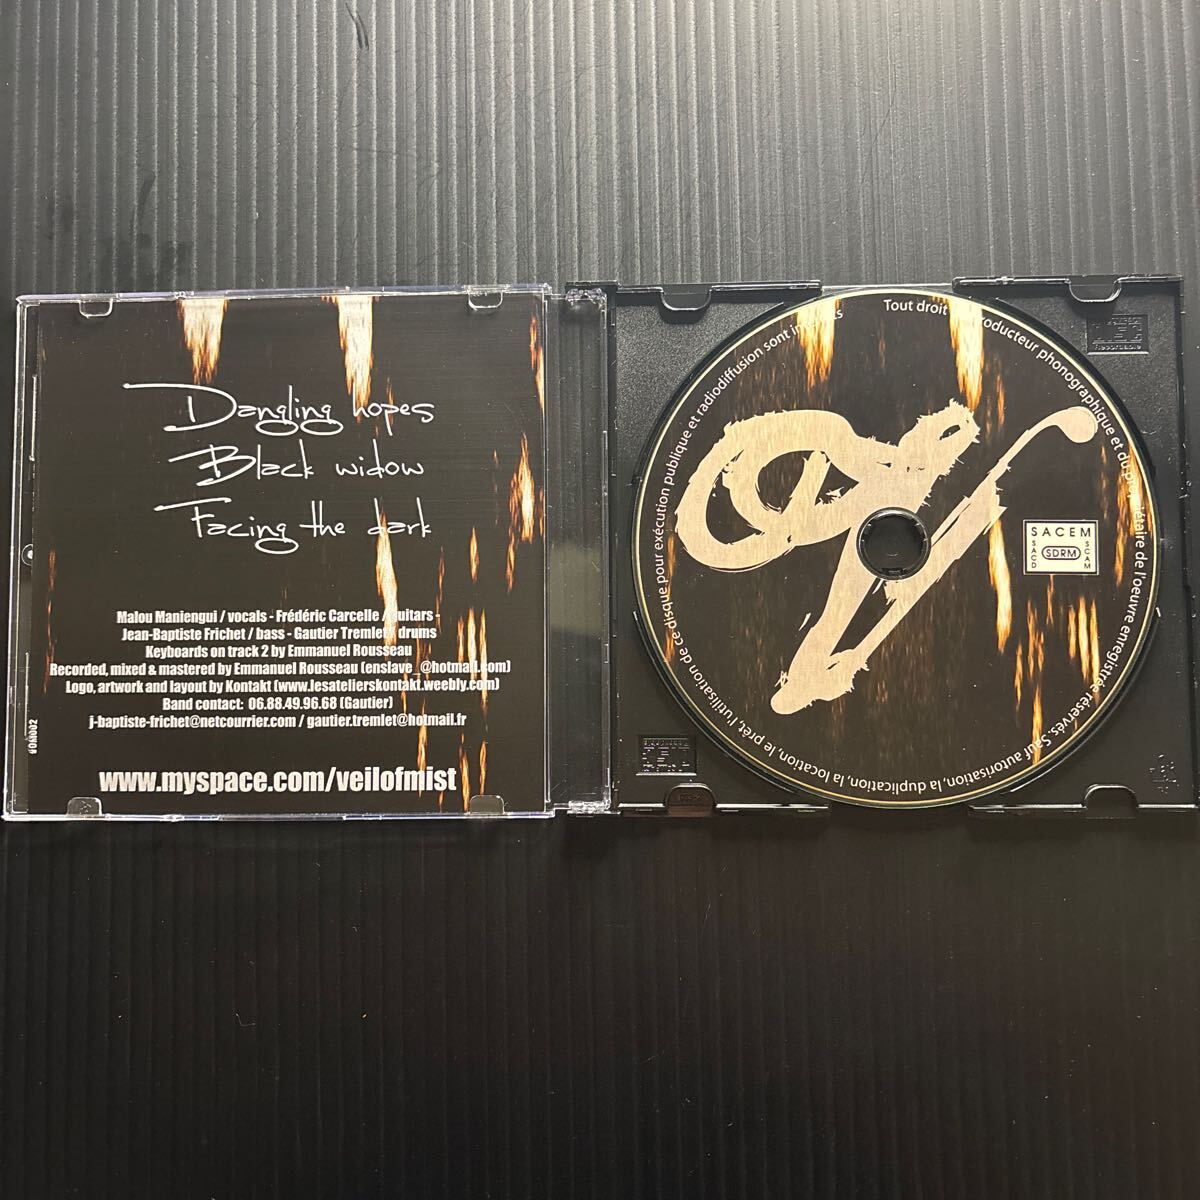 Dangling hopes
Black widow
Facing the dark
Malou Maniengui / vocals - Frédéric Carcelle / guitars -
Jean-Baptiste Frichet / bass - Gautier Tremlet / drums
Keyboards on track 2 by Emmanuel Rousseau
Recorded, mixed & mastered by Emmanuel Rousseau (enslave_@hotmail.com)
Logo, artwork and layout by Kontakt (www.lesatelierskontakt.weebly.com)
Band contact: 06.88.49.96.68 (Gautier)
j-baptiste-frichet@netcourrier.com / gautier.tremlet@hotmail.fr
www.myspace.com/veilofmist
VOM002
Tout droit producteur phonographique et du propriétaire de l'oeuvre enregistrée réservés. Sauf autorisation, la duplication, la location, le prêt, l'utilisation de ce disque pour exécution publique et radiodiffusion sont
SACEM
SACD
SDRM
SCAM
Recordable